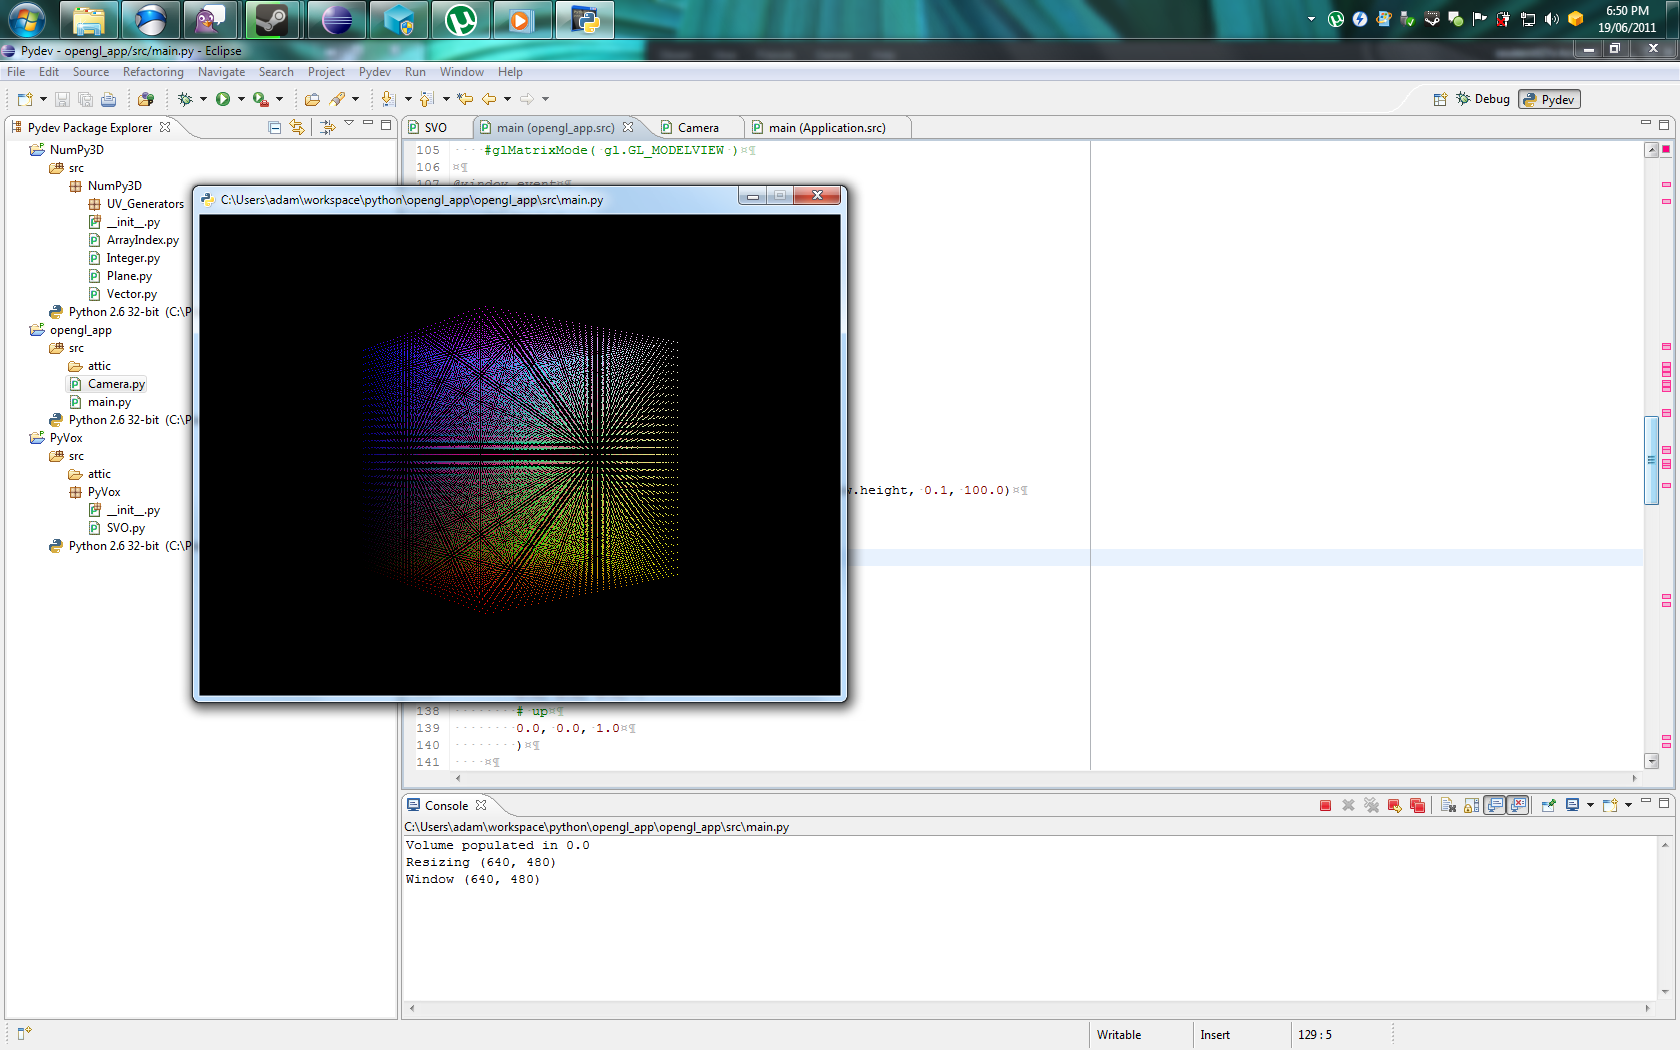 6:50 PM
19/06/2011
Pydev - opengl_app/src/main.py - Eclipse
File Edit Source Refactoring Navigate Search Project Pydev Run Window Help
Debug Pydev
Pydev Package Explorer
NumPy3D
src
NumPy3D
UV_Generators
__init__.py
ArrayIndex.py
Integer.py
Plane.py
Vector.py
Python 2.6 32-bit (C:\P
opengl_app
src
attic
Camera.py
main.py
Python 2.6 32-bit (C:\P
PyVox
src
attic
PyVox
__init__.py
SVO.py
Python 2.6 32-bit (C:\P
SVO main (opengl_app.src) Camera main (Application.src)
105 #glMatrixMode( gl.GL_MODELVIEW )¤¶
106 ¤¶
107 @window.event¤¶
C:\Users\adam\workspace\python\opengl_app\opengl_app\src\main.py
w.height, 0.1, 100.0)¤¶
138 # up¤¶
139 0.0, 0.0, 1.0¤¶
140 )¤¶
141 ¤¶
Console
C:\Users\adam\workspace\python\opengl_app\opengl_app\src\main.py
Volume populated in 0.0
Resizing (640, 480)
Window (640, 480)
Writable Insert 129 : 5